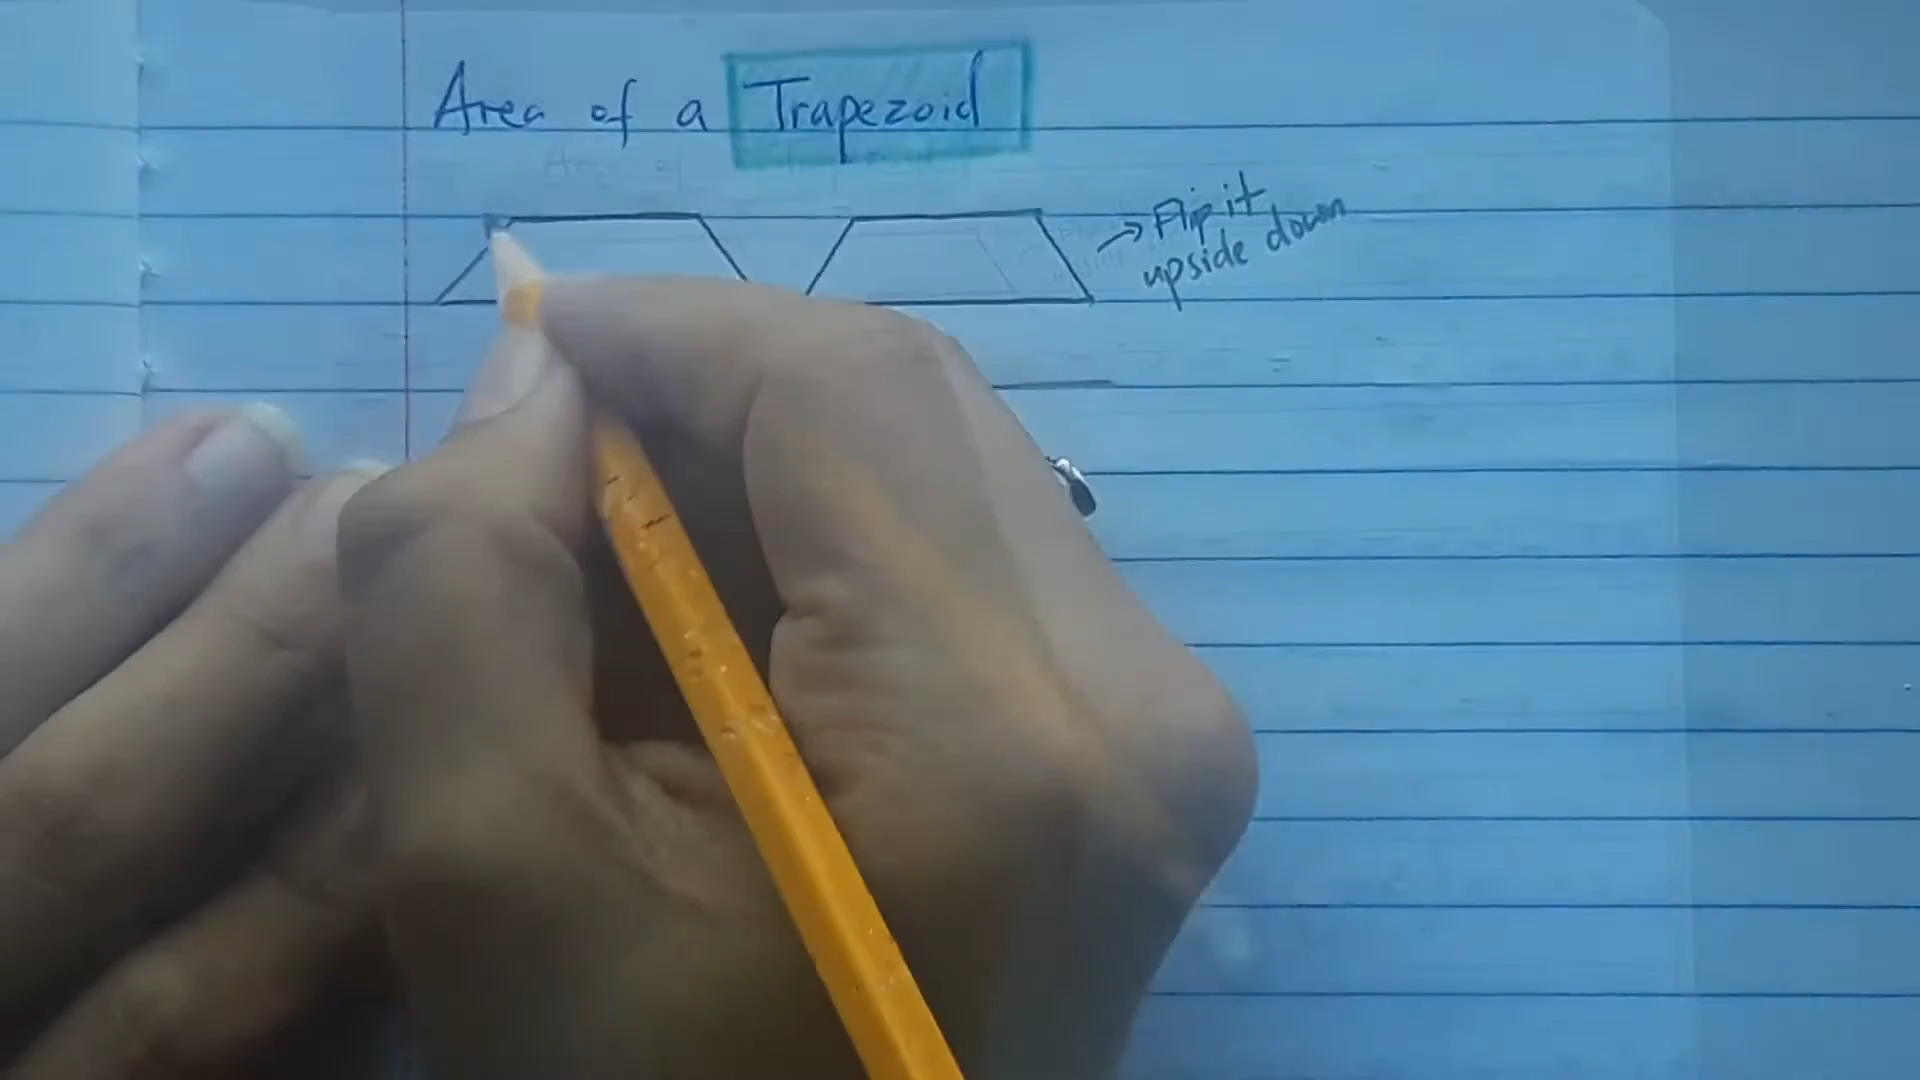 Area of a Trapezoid
→ Flip it
upside down